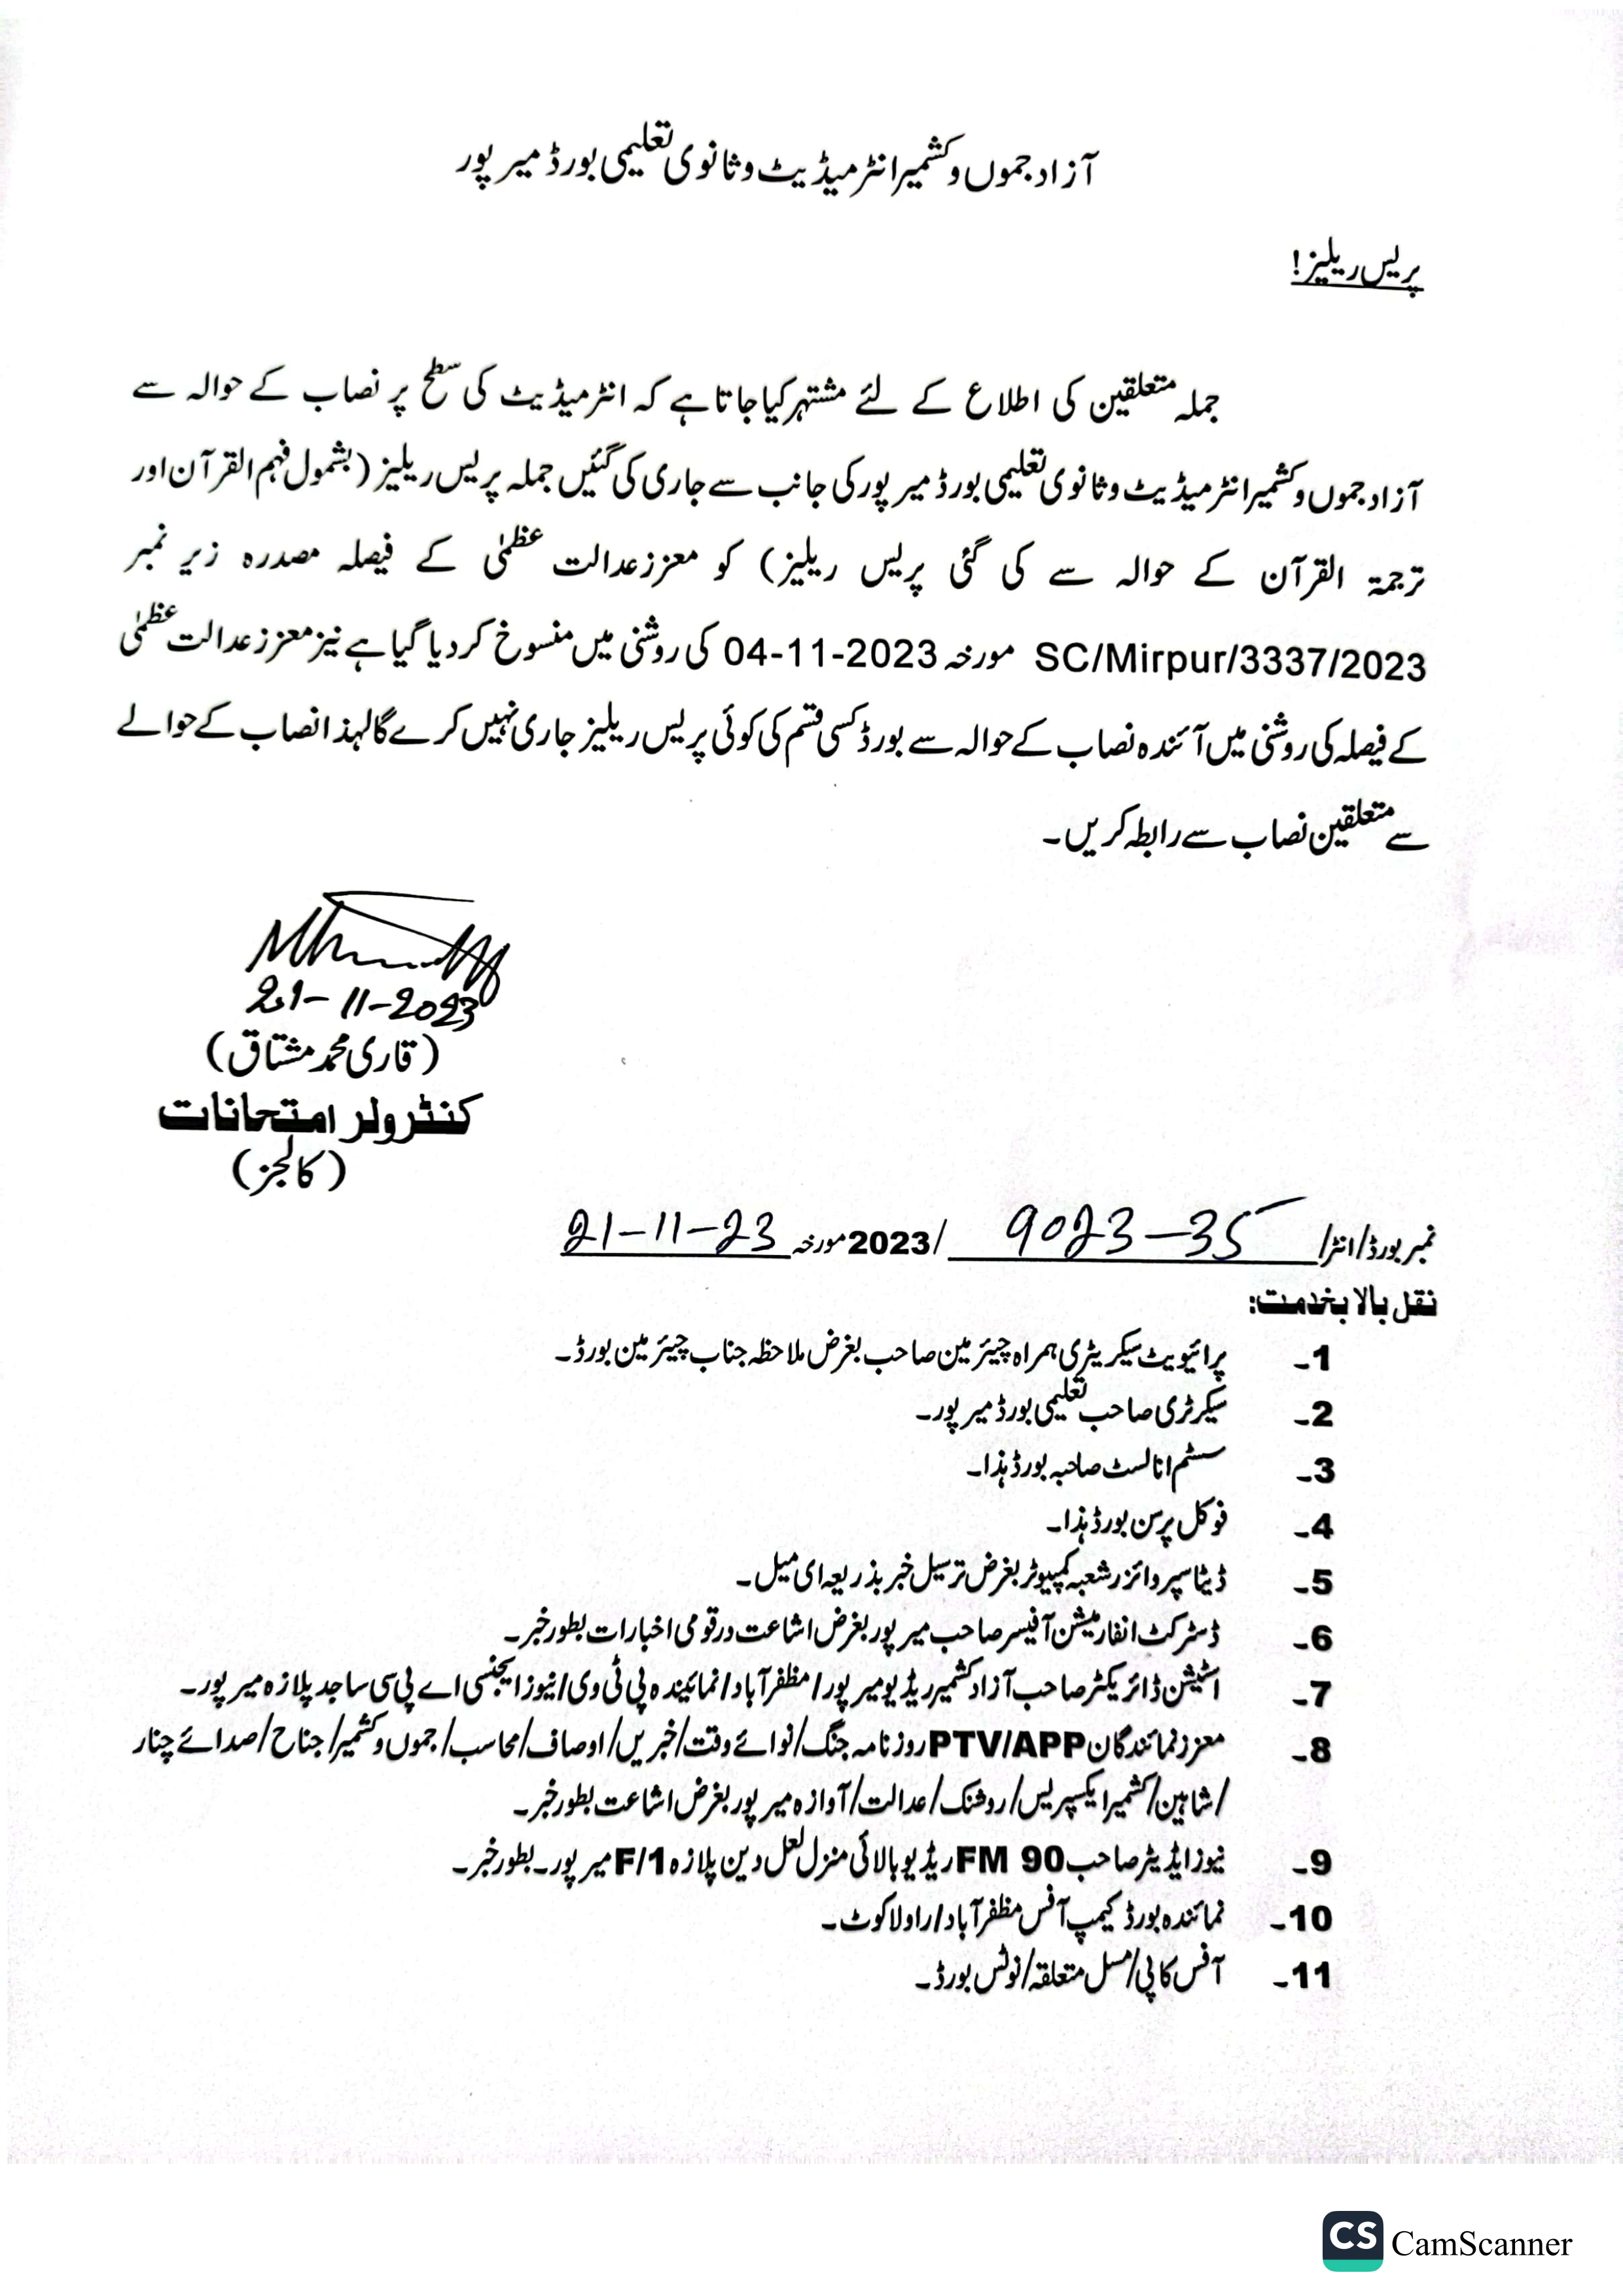 آزاد جموں و کشمیر انٹرمیڈیٹ و ثانوی تعلیمی بورڈ میرپور
پریس ریلیز!
جملہ متعلقین کی اطلاع کے لئے مشتہر کیا جاتا ہے کہ انٹرمیڈیٹ کی سطح پر نصاب کے حوالہ سے
آزاد جموں و کشمیر انٹرمیڈیٹ و ثانوی تعلیمی بورڈ میرپور کی جانب سے جاری کی گئیں جملہ پریس ریلیز (بشمول فہم القرآن اور
ترجمۃ القرآن کے حوالہ سے کی گئی پریس ریلیز) کو معزز عدالت عظمیٰ کے فیصلہ مصدرہ زیر نمبر
SC/Mirpur/3337/2023 مورخہ 04-11-2023 کی روشنی میں منسوخ کر دیا گیا ہے نیز معزز عدالت عظمیٰ
کے فیصلہ کی روشنی میں آئندہ نصاب کے حوالہ سے بورڈ کسی قسم کی کوئی پریس ریلیز جاری نہیں کرے گا لہذا نصاب کے حوالے
سے متعلقین نصاب سے رابطہ کریں۔
21-11-2023
(قاری محمد مشتاق)
کنٹرولر امتحانات
(کالجز)
نمبر بورڈ/انٹر/ 9023-35 /2023 مورخہ 21-11-23
نقل بالا بخدمت:
1۔ پرائیویٹ سیکریٹری ہمراہ چیئرمین صاحب بغرض ملاحظہ جناب چیئرمین بورڈ۔
2۔ سیکرٹری صاحب تعلیمی بورڈ میرپور۔
3۔ سسٹم انالسٹ صاحبہ بورڈ ہذا۔
4۔ فوکل پرسن بورڈ ہذا۔
5۔ ڈیٹا سپروائزر شعبہ کمپیوٹر بغرض ترسیل خبر بذریعہ ای میل۔
6۔ ڈسٹرکٹ انفارمیشن آفیسر صاحب میرپور بغرض اشاعت در قومی اخبارات بطور خبر۔
7۔ اسٹیشن ڈائریکٹر صاحب آزاد کشمیر ریڈیو میرپور/مظفرآباد/نمائیندہ پی ٹی وی/نیوز ایجنسی اے پی سی ساجد پلازہ میرپور۔
8۔ معزز نمائندگان PTV/APP روزنامہ جنگ/نوائے وقت/خبریں/اوصاف/محاسب/جموں و کشمیر/جناح/صدائے چنار
/شاہین/کشمیر ایکسپریس/روشنک/عدالت/آوازہ میرپور بغرض اشاعت بطور خبر۔
9۔ نیوز ایڈیٹر صاحب FM 90 ریڈیو بالائی منزل لعل دین پلازہ F/1 میرپور۔ بطور خبر۔
10۔ نمائندہ بورڈ کیمپ آفس مظفرآباد/راولاکوٹ۔
11۔ آفس کاپی/مسل متعلقہ/نوٹس بورڈ۔
CS CamScanner